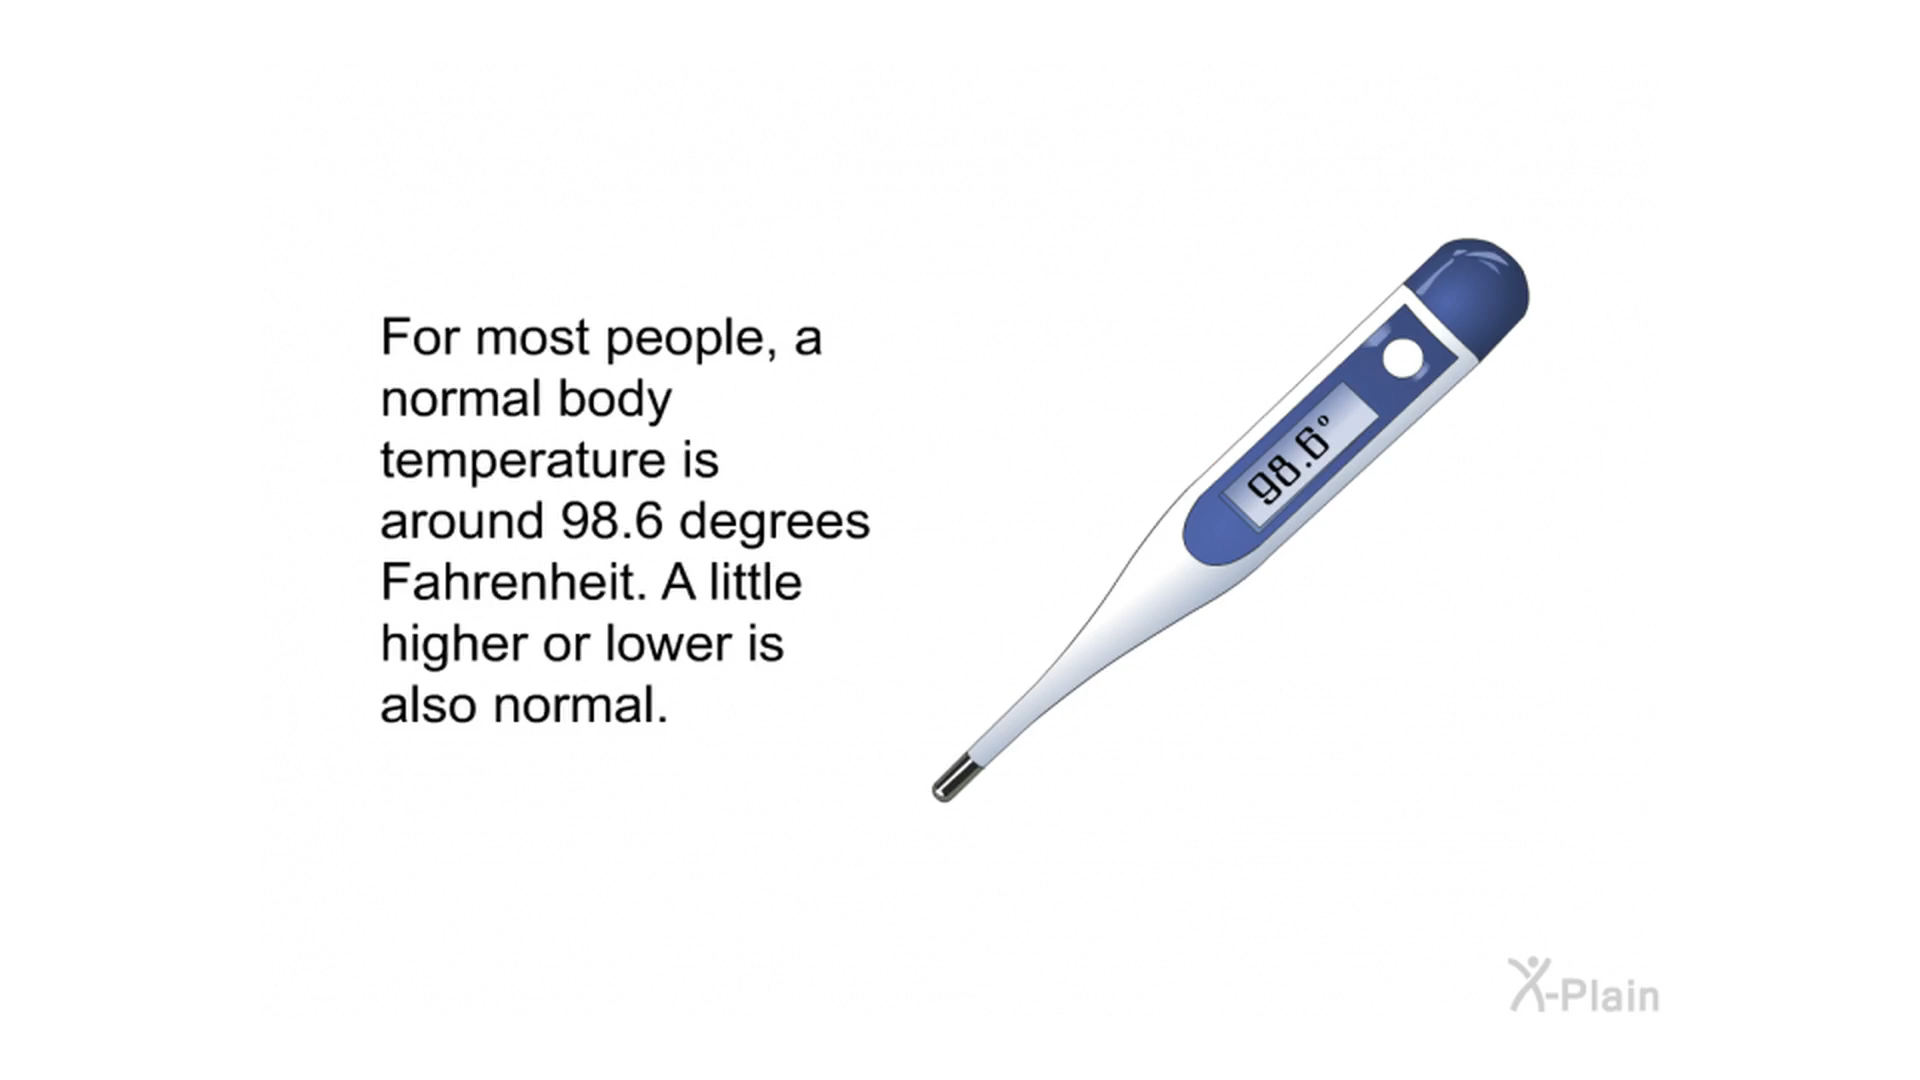 For most people, a
normal body
temperature is
around 98.6 degrees
Fahrenheit. A little
higher or lower is
also normal.
98.6°
X-Plain